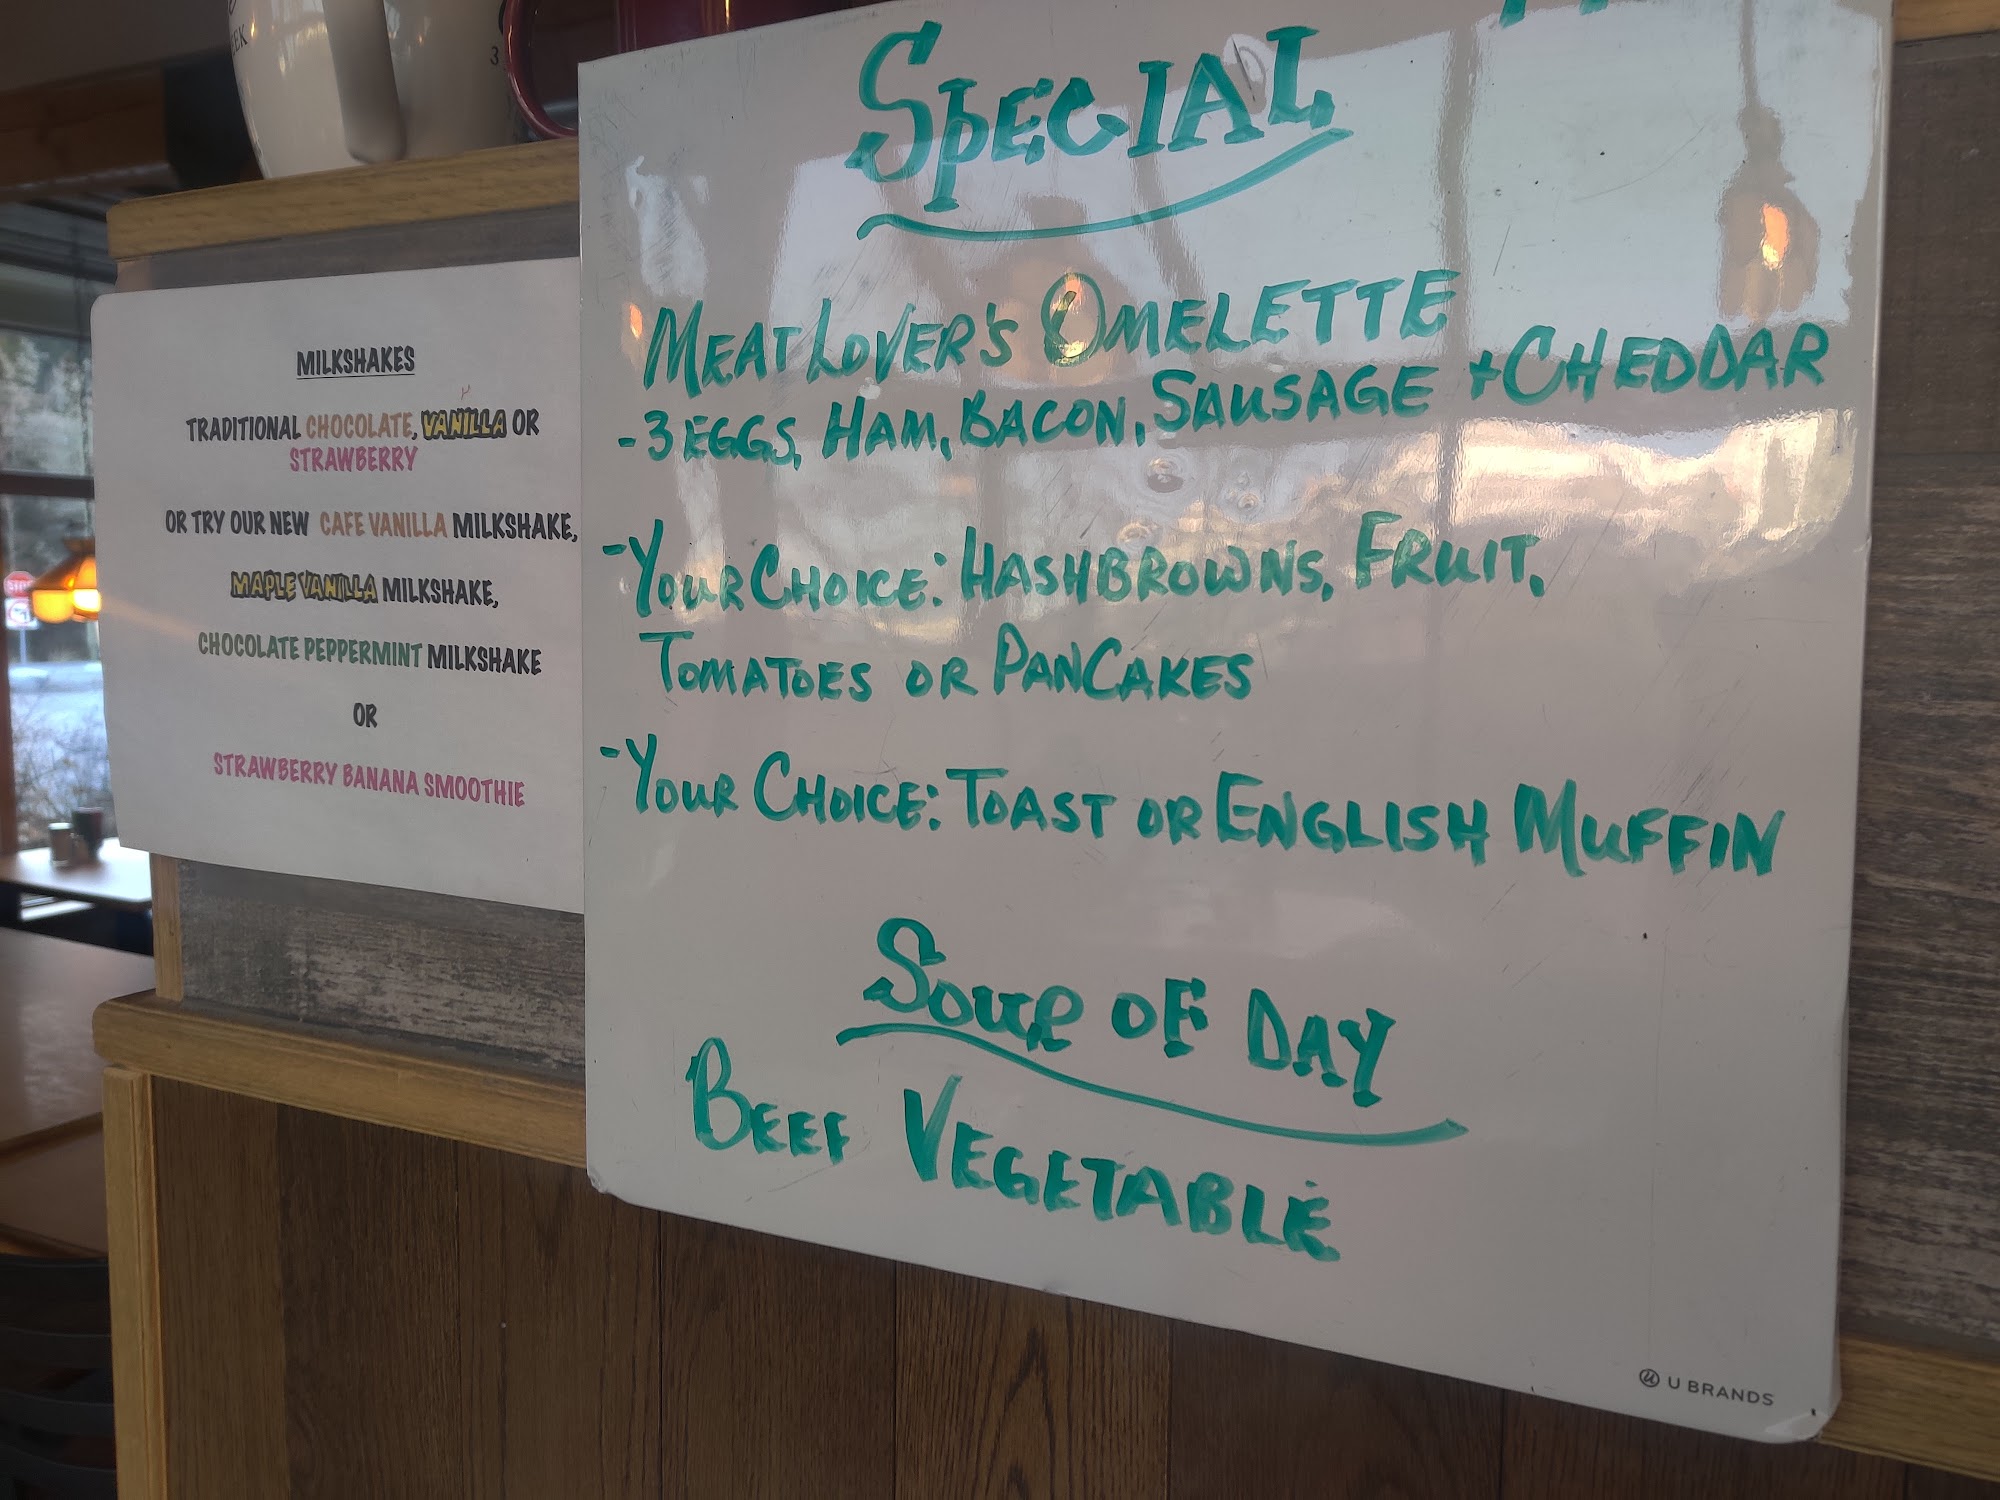 EEK
3
MILKSHAKES
TRADITIONAL CHOCOLATE, VANILLA OR
STRAWBERRY
OR TRY OUR NEW CAFE VANILLA MILKSHAKE,
MAPLE VANILLA MILKSHAKE,
CHOCOLATE PEPPERMINT MILKSHAKE
OR
STRAWBERRY BANANA SMOOTHIE
SPECIAL
MEAT LOVER'S OMELETTE
- 3 EGGS, HAM, BACON, SAUSAGE + CHEDDAR
- YOUR CHOICE: HASHBROWNS, FRUIT,
TOMATOES OR PANCAKES
- YOUR CHOICE: TOAST OR ENGLISH MUFFIN
SOUP OF DAY
BEEF VEGETABLE
U BRANDS